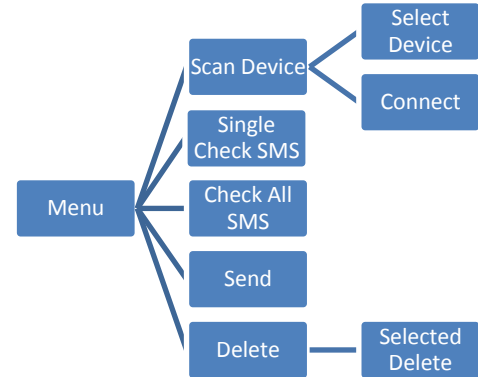 Menu
Scan Device
Select
Device
Connect
Single
Check SMS
Check All
SMS
Send
Delete
Selected
Delete